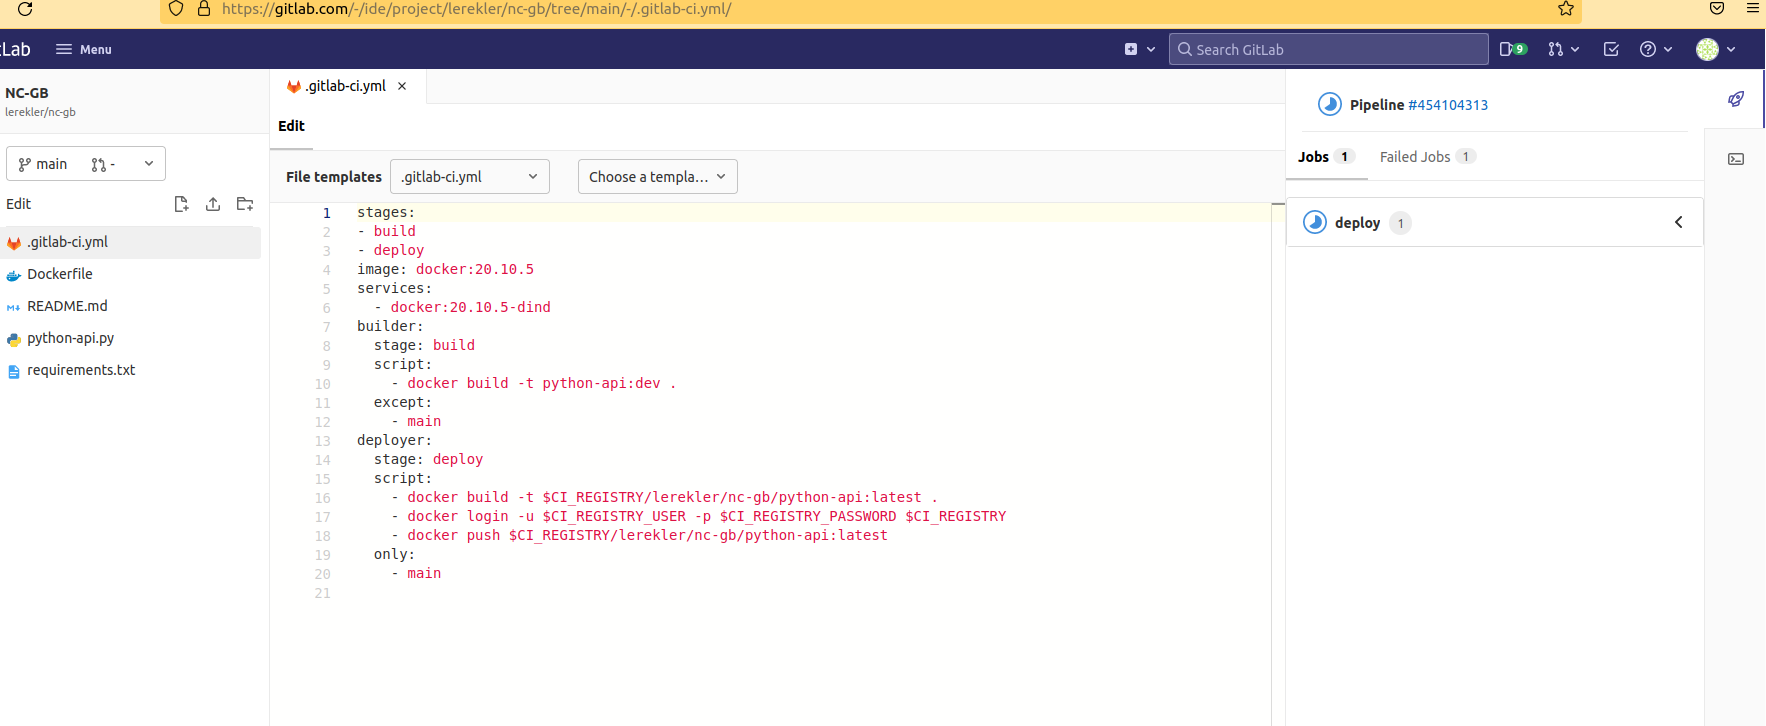 https://gitlab.com/-/ide/project/lerekler/nc-gb/tree/main/-/.gitlab-ci.yml/
Lab Menu Search GitLab 9
NC-GB
lerekler/nc-gb
main -
Edit
.gitlab-ci.yml
Dockerfile
README.md
python-api.py
requirements.txt
.gitlab-ci.yml
Edit
File templates .gitlab-ci.yml Choose a templa...
1 stages:
2 - build
3 - deploy
4 image: docker:20.10.5
5 services:
6 - docker:20.10.5-dind
7 builder:
8 stage: build
9 script:
10 - docker build -t python-api:dev .
11 except:
12 - main
13 deployer:
14 stage: deploy
15 script:
16 - docker build -t $CI_REGISTRY/lerekler/nc-gb/python-api:latest .
17 - docker login -u $CI_REGISTRY_USER -p $CI_REGISTRY_PASSWORD $CI_REGISTRY
18 - docker push $CI_REGISTRY/lerekler/nc-gb/python-api:latest
19 only:
20 - main
21
Pipeline #454104313
Jobs 1 Failed Jobs 1
deploy 1